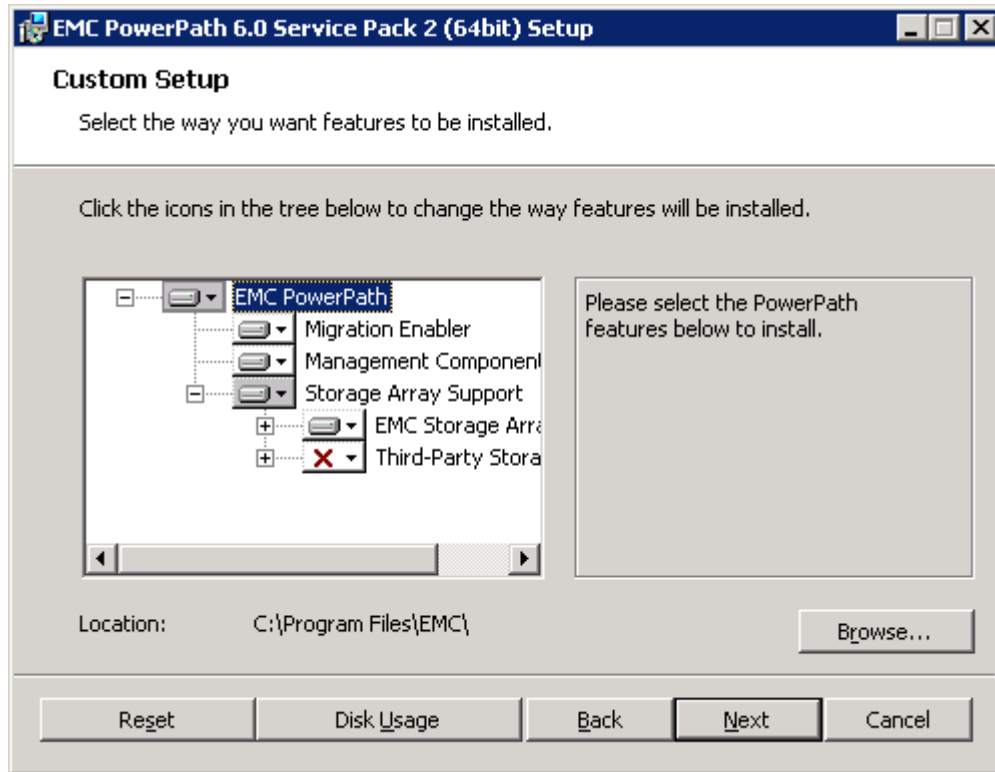 EMC PowerPath 6.0 Service Pack 2 (64bit) Setup
Custom Setup
Select the way you want features to be installed.
Click the icons in the tree below to change the way features will be installed.
EMC PowerPath
Migration Enabler
Management Component
Storage Array Support
EMC Storage Arra
Third-Party Stora
Please select the PowerPath
features below to install.
Location: C:\Program Files\EMC\
Browse...
Reset Disk Usage Back Next Cancel